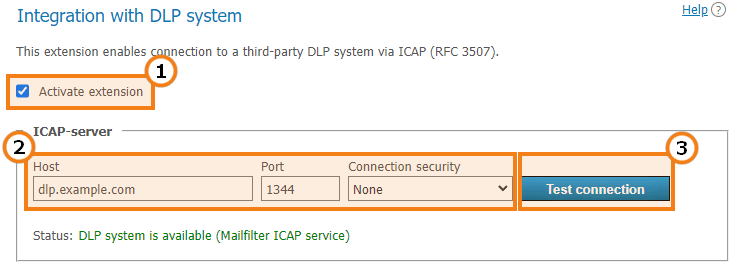 Integration with DLP system
Help ?
This extension enables connection to a third-party DLP system via ICAP (RFC 3507).
1
Activate extension
ICAP-server
2
3
Host Port Connection security
dlp.example.com 1344 None Test connection
Status: DLP system is available (Mailfilter ICAP service)